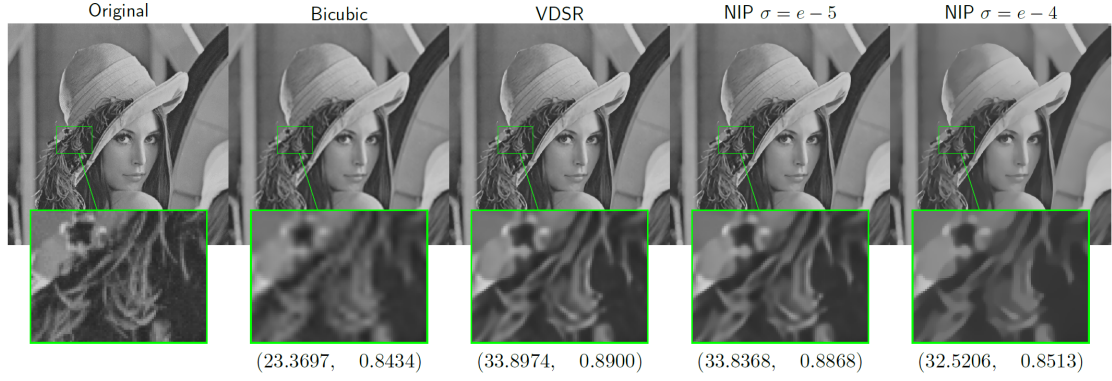 Original Bicubic VDSR NIP σ = e − 5 NIP σ = e − 4
(23.3697, 0.8434) (33.8974, 0.8900) (33.8368, 0.8868) (32.5206, 0.8513)